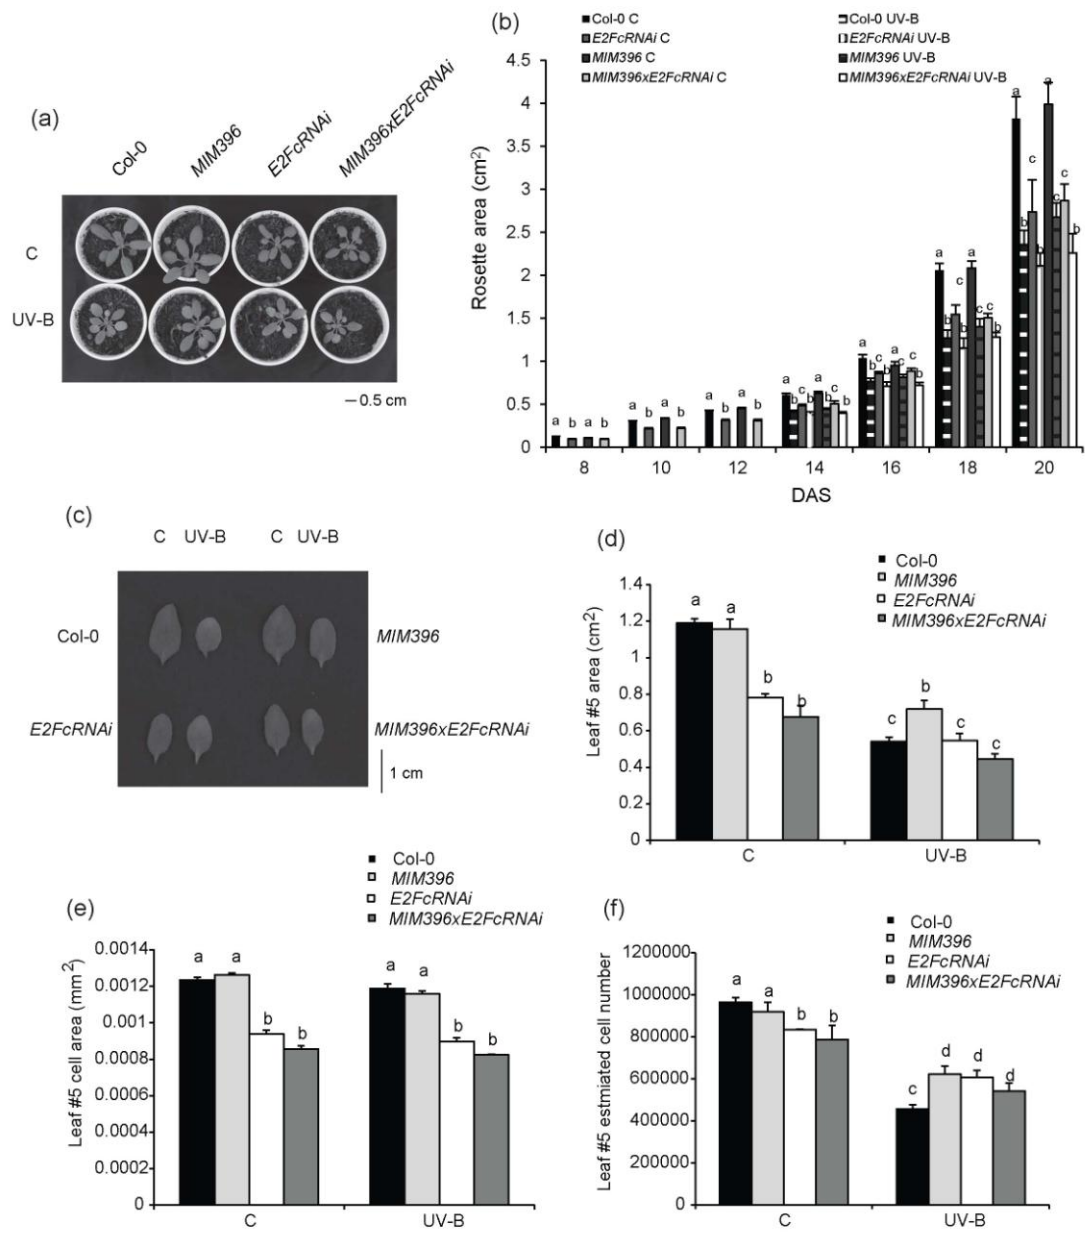 (a)
Col-0
MIM396
E2FcRNAi
MIM396xE2FcRNAi
C
UV-B
0.5 cm
(b)
Col-0 C
Col-0 UV-B
E2FcRNAi C
E2FcRNAi UV-B
MIM396 C
MIM396 UV-B
MIM396xE2FcRNAi C
MIM396xE2FcRNAi UV-B
Rosette area (cm2)
4.5
4
3.5
3
2.5
2
1.5
1
0.5
0
a b a b
a b a b
a b a b
a b c b a b c b
a b c b a c c b
a b c b a c c b
a b c b a c c b
8 10 12 14 16 18 20
DAS
(c)
C UV-B C UV-B
Col-0
MIM396
E2FcRNAi
MIM396xE2FcRNAi
1 cm
(d)
Col-0
MIM396
E2FcRNAi
MIM396xE2FcRNAi
Leaf #5 area (cm2)
1.4
1.2
1
0.8
0.6
0.4
0.2
0
a a b b
c b c c
C UV-B
(e)
Col-0
MIM396
E2FcRNAi
MIM396xE2FcRNAi
Leaf #5 cell area (mm2)
0.0014
0.0012
0.001
0.0008
0.0006
0.0004
0.0002
0
a a b b
a a b b
C UV-B
(f)
Col-0
MIM396
E2FcRNAi
MIM396xE2FcRNAi
Leaf #5 estmiated cell number
1200000
1000000
800000
600000
400000
200000
0
a a b b
c d d d
C UV-B